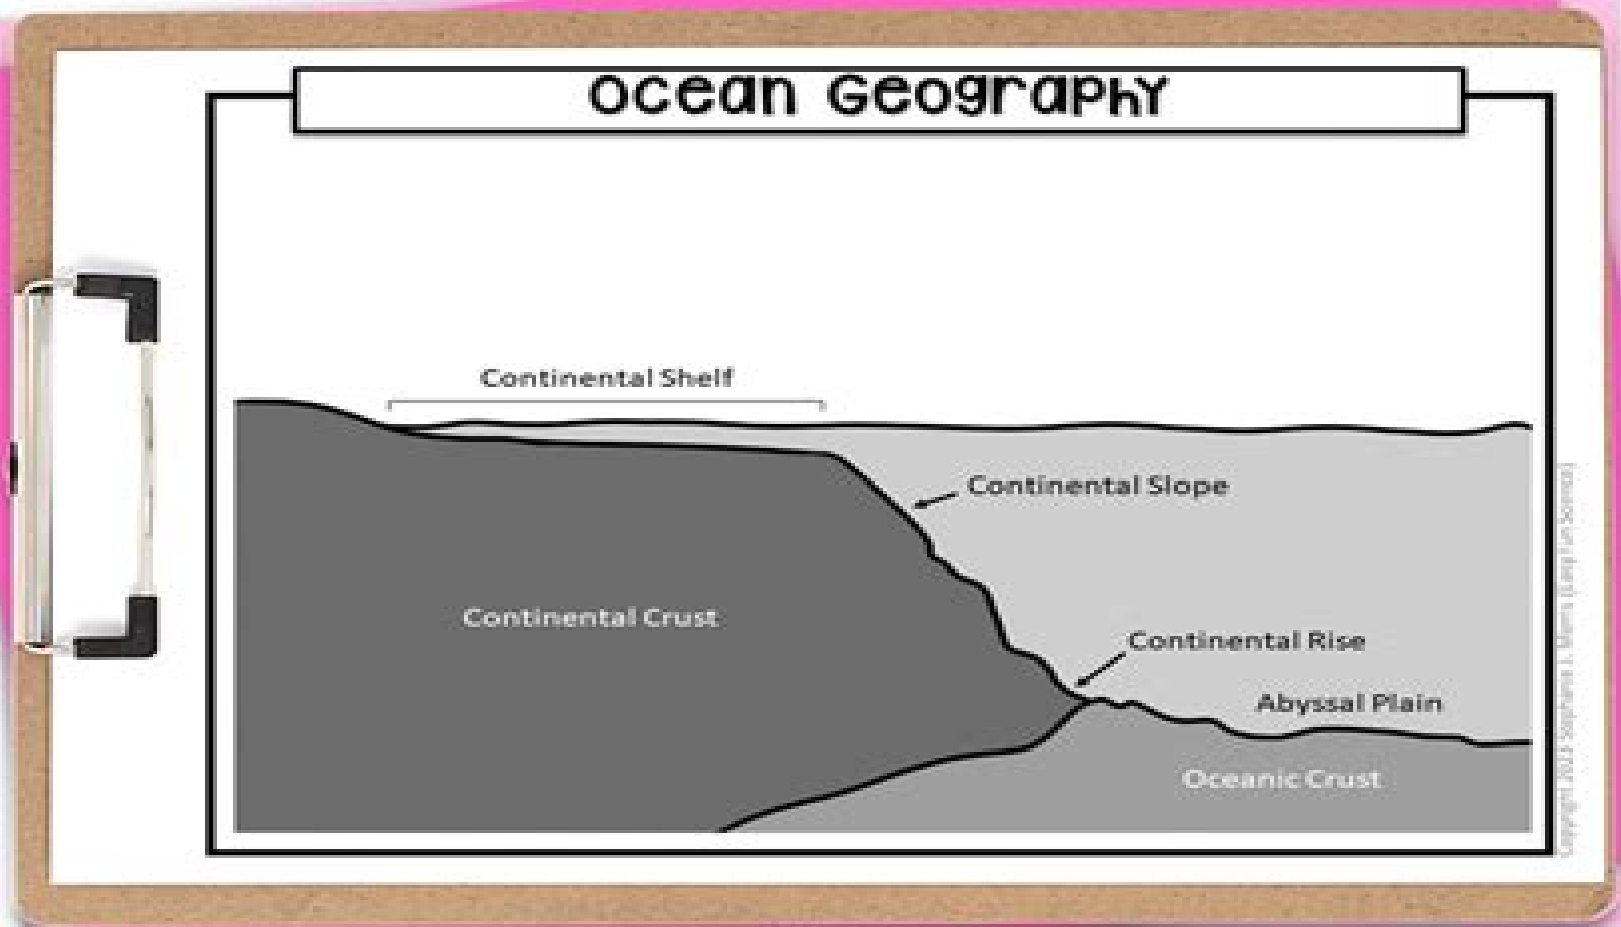 Ocean Geography
Continental Shelf
Continental Slope
Continental Crust
Continental Rise
Abyssal Plain
Oceanic Crust